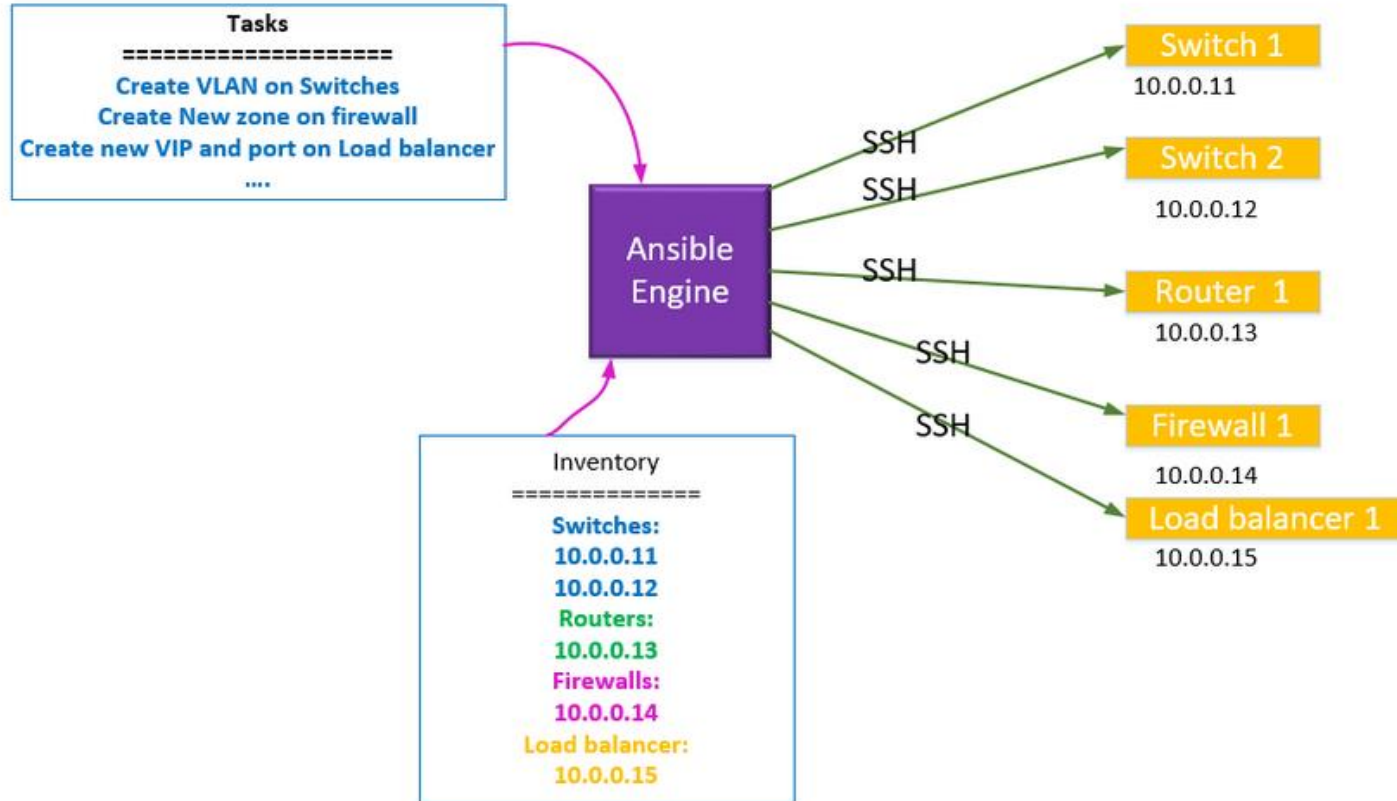 Tasks
====================
Create VLAN on Switches
Create New zone on firewall
Create new VIP and port on Load balancer
....
Ansible
Engine
SSH
SSH
SSH
SSH
SSH
Switch 1
10.0.0.11
Switch 2
10.0.0.12
Router  1
10.0.0.13
Firewall 1
10.0.0.14
Load balancer 1
10.0.0.15
Inventory
==============
Switches:
10.0.0.11
10.0.0.12
Routers:
10.0.0.13
Firewalls:
10.0.0.14
Load balancer:
10.0.0.15